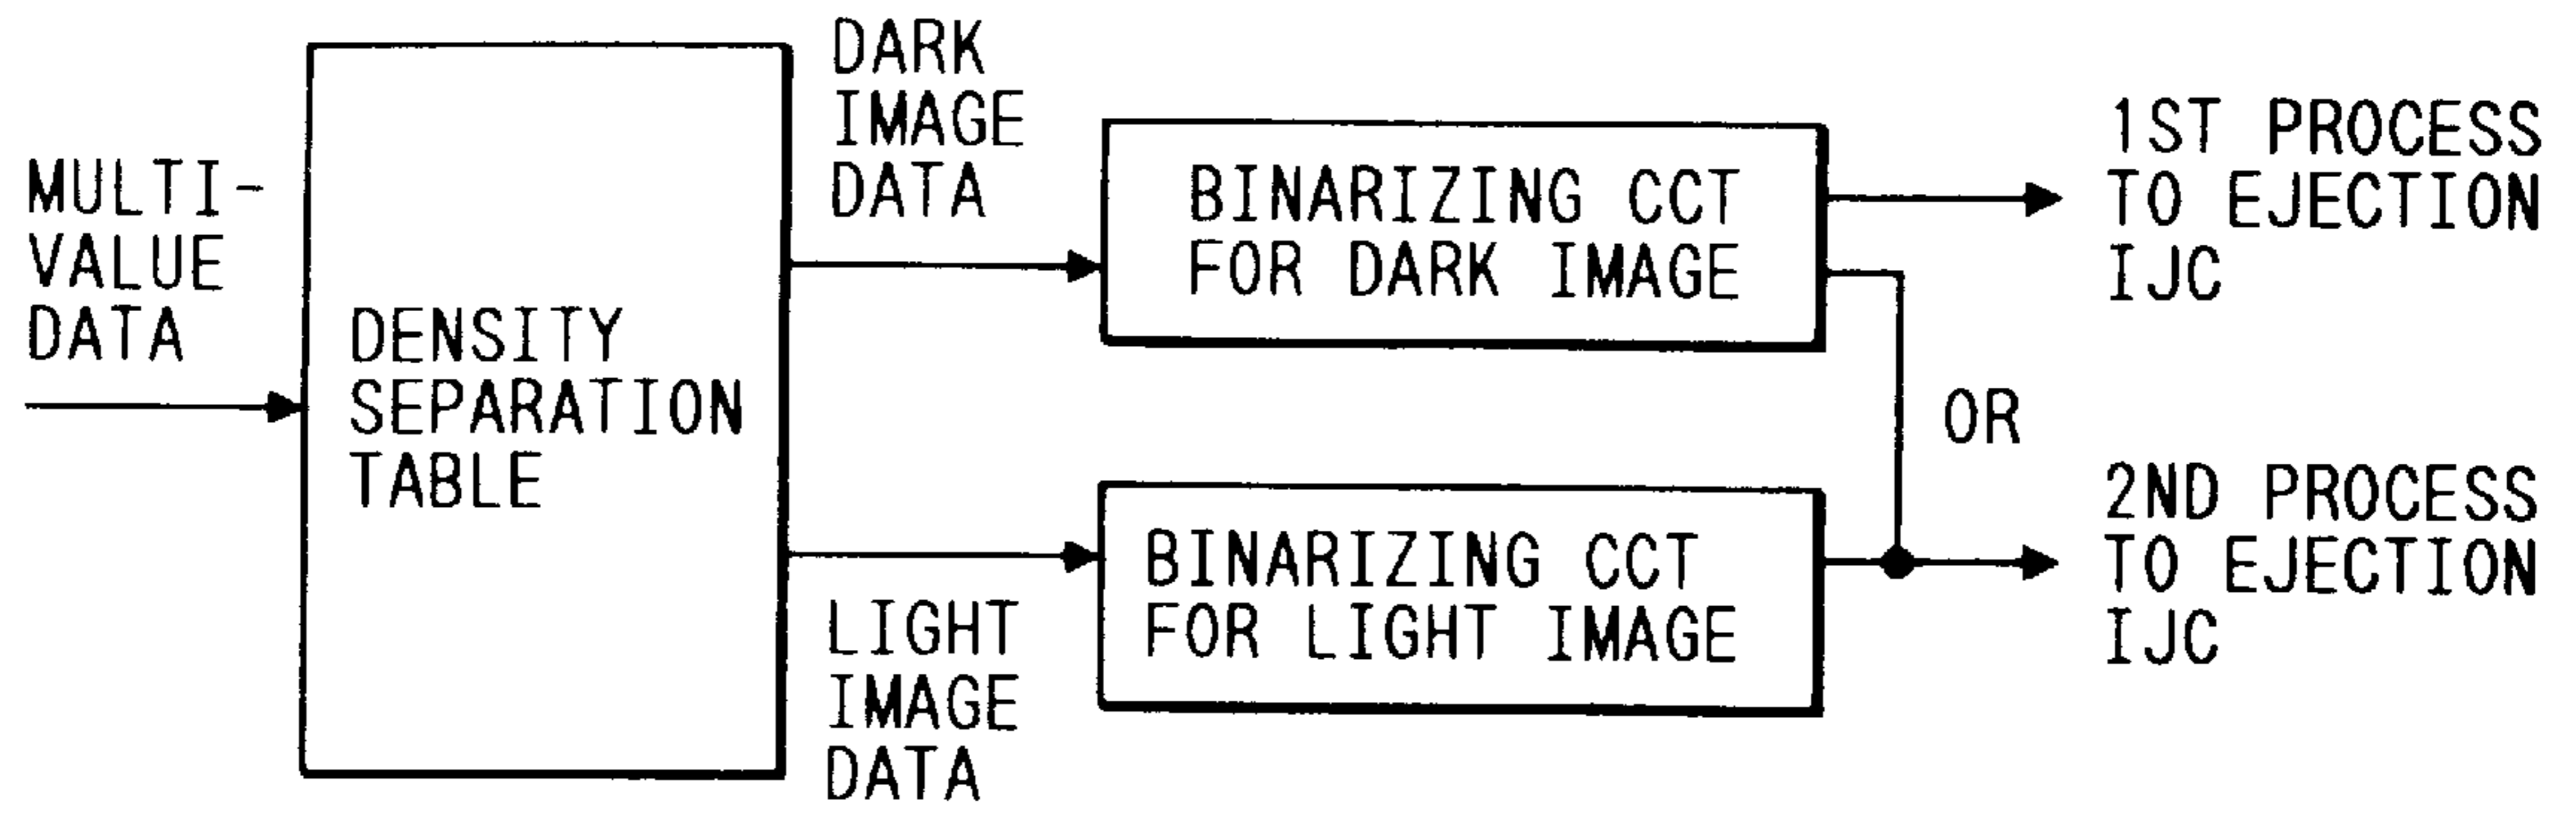 MULTI-
VALUE
DATA
DENSITY
SEPARATION
TABLE
DARK
IMAGE
DATA
LIGHT
IMAGE
DATA
BINARIZING CCT
FOR DARK IMAGE
BINARIZING CCT
FOR LIGHT IMAGE
OR
1ST PROCESS
TO EJECTION
IJC
2ND PROCESS
TO EJECTION
IJC